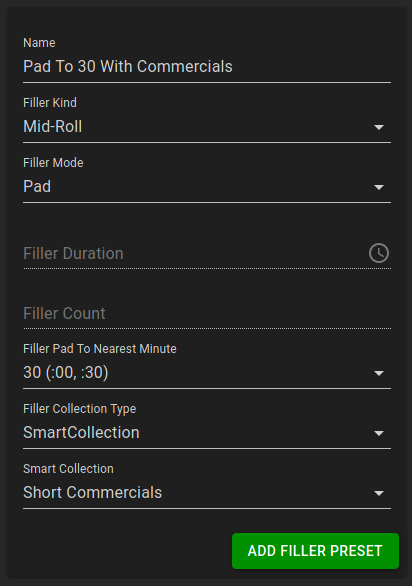 Name
Pad To 30 With Commercials
Filler Kind
Mid-Roll
Filler Mode
Pad
Filler Duration
Filler Count
Filler Pad To Nearest Minute
30 (:00, :30)
Filler Collection Type
SmartCollection
Smart Collection
Short Commercials
ADD FILLER PRESET